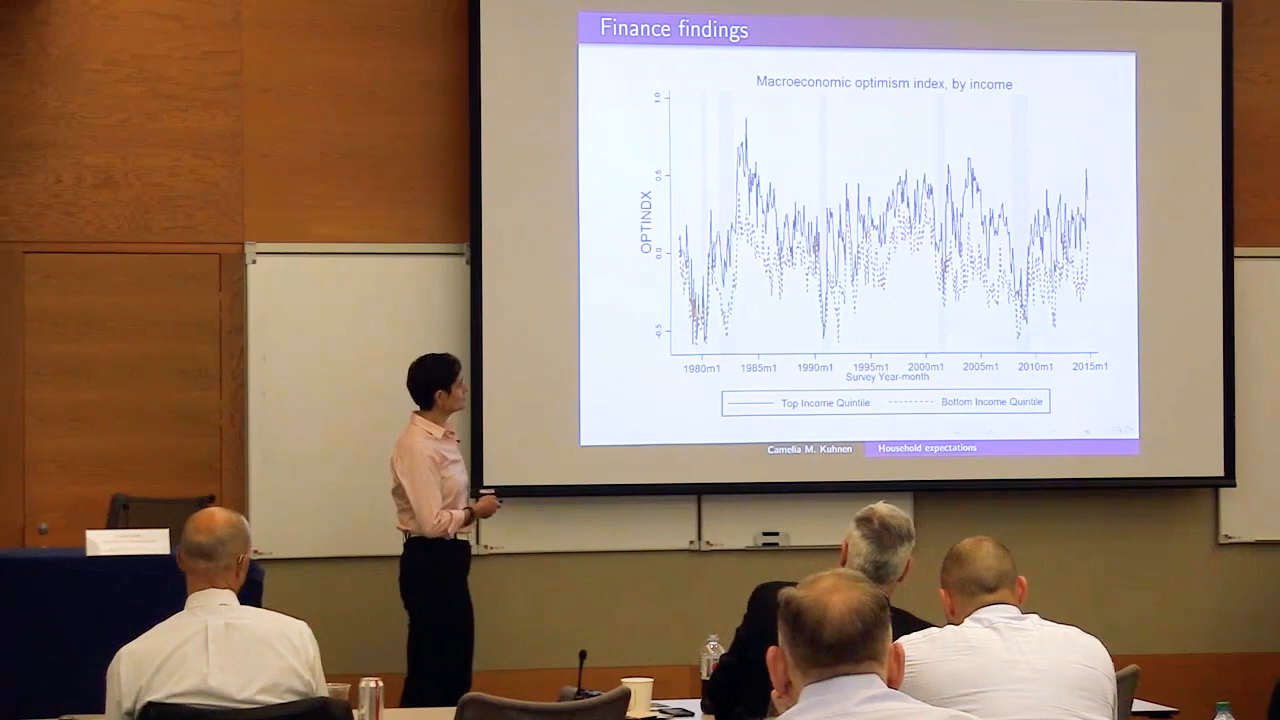 Finance findings
Macroeconomic optimism index, by income
1.0
0.5
0.0
-0.5
OPTINDX
1980m1 1985m1 1990m1 1995m1 2000m1 2005m1 2010m1 2015m1
Survey Year-month
Top Income Quintile Bottom Income Quintile
Camelia M. Kuhnen Household expectations